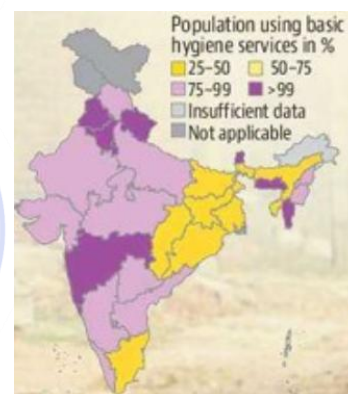 Population using basic
hygiene services in %
25–50 50–75
75–99 >99
Insufficient data
Not applicable